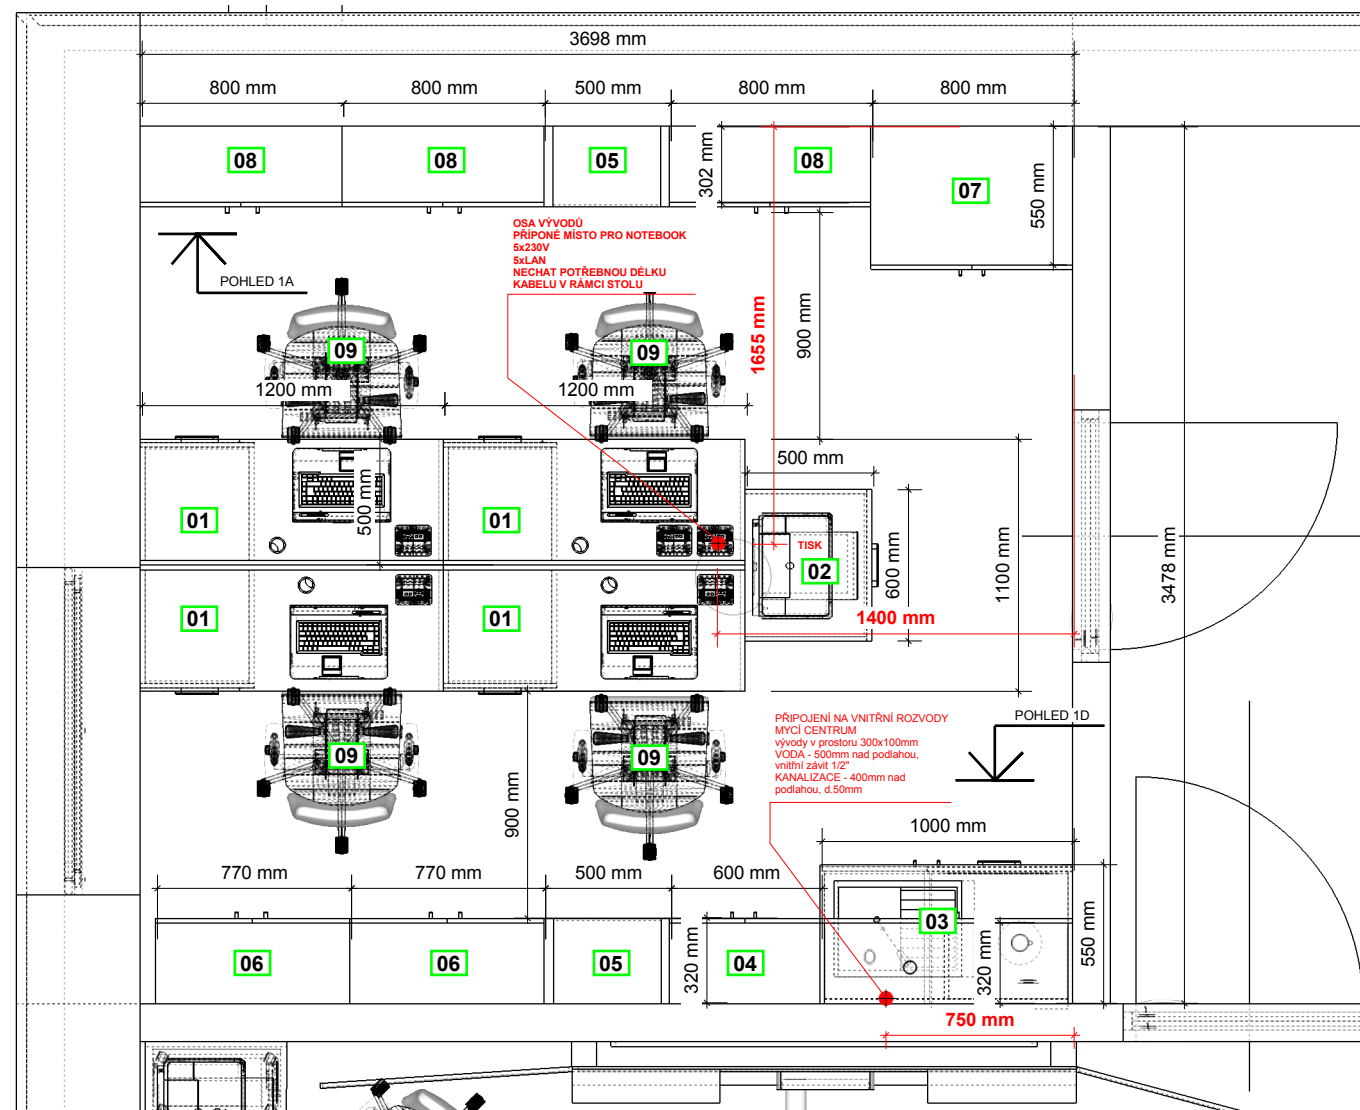 3698 mm
800 mm
800 mm
500 mm
800 mm
800 mm
08
08
05
302 mm
08
07
550 mm
OSA VÝVODŮ
PŘÍPONÉ MÍSTO PRO NOTEBOOK
5x230V
5xLAN
NECHAT POTŘEBNOU DÉLKU
KABELU V RÁMCI STOLU
POHLED 1A
1655 mm
900 mm
09
09
1200 mm
1200 mm
500 mm
500 mm
01
01
TISK
02
600 mm
1100 mm
3478 mm
01
01
1400 mm
PŘIPOJENÍ NA VNITŘNÍ ROZVODY
MYCÍ CENTRUM
vývody v prostoru 300x100mm
VODA - 500mm nad podlahou,
vnitřní závit 1/2"
KANALIZACE - 400mm nad
podlahou, d.50mm
POHLED 1D
09
09
900 mm
1000 mm
770 mm
770 mm
500 mm
600 mm
03
06
06
05
320 mm
04
320 mm
550 mm
750 mm